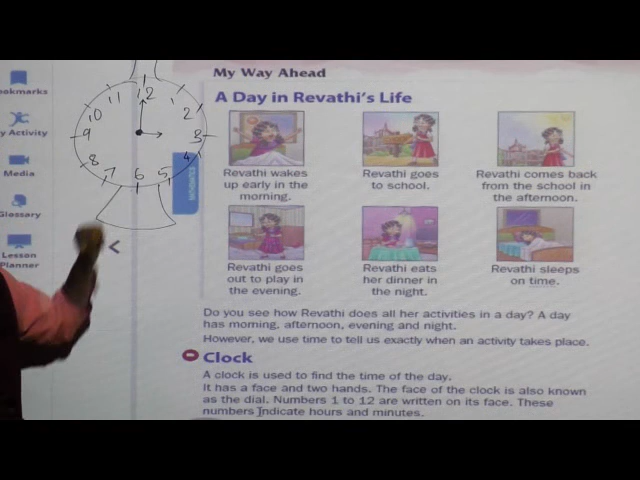 My Way Ahead
A Day in Revathi's Life
Revathi wakes
up early in the
morning.
Revathi goes
to school.
Revathi comes back
from the school in
the afternoon.
Revathi goes
out to play in
the evening.
Revathi eats
her dinner in
the night.
Revathi sleeps
on time.
Do you see how Revathi does all her activities in a day? A day
has morning, afternoon, evening and night.
However, we use time to tell us exactly when an activity takes place.
Clock
A clock is used to find the time of the day.
It has a face and two hands. The face of the clock is also known
as the dial. Numbers 1 to 12 are written on its face. These
numbers indicate hours and minutes.
okmarks
y Activity
Media
Glossary
Lesson
Planner
12
1
2
3
4
5
6
7
8
9
10
11